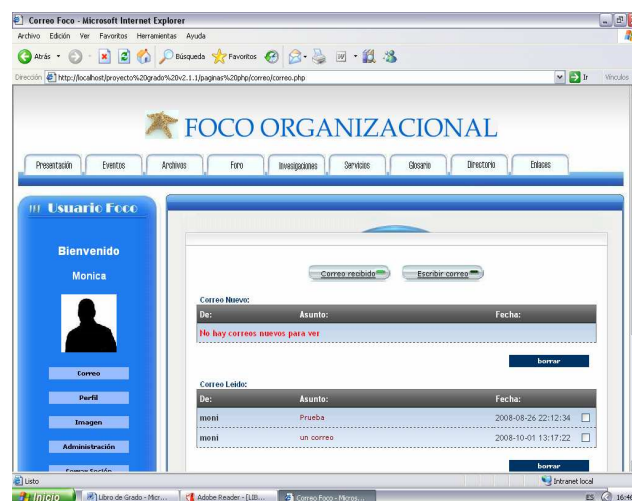 Correo Foco - Microsoft Internet Explorer
Archivo Edición Ver Favoritos Herramientas Ayuda
Atrás Búsqueda Favoritos
Dirección http://localhost/proyecto%20grado%20v2.1.1/paginas%20php/correo/correo.php Ir Vínculos
FOCO ORGANIZACIONAL
Presentación Eventos Archivos Foro Investigaciones Servicios Glosario Directorio Enlaces
Usuario Foco
Bienvenido
Monica
Correo
Perfil
Imagen
Administración
Correo recibido Escribir correo
Correo Nuevo:
De: Asunto: Fecha:
No hay correos nuevos para ver
borrar
Correo Leido:
De: Asunto: Fecha:
moni Prueba 2008-08-26 22:12:34
moni un correo 2008-10-01 13:17:22
borrar
Listo Intranet local
Inicio Libro de Grado - Micr... Adobe Reader - [LIB... Correo Foco - Micros... ES